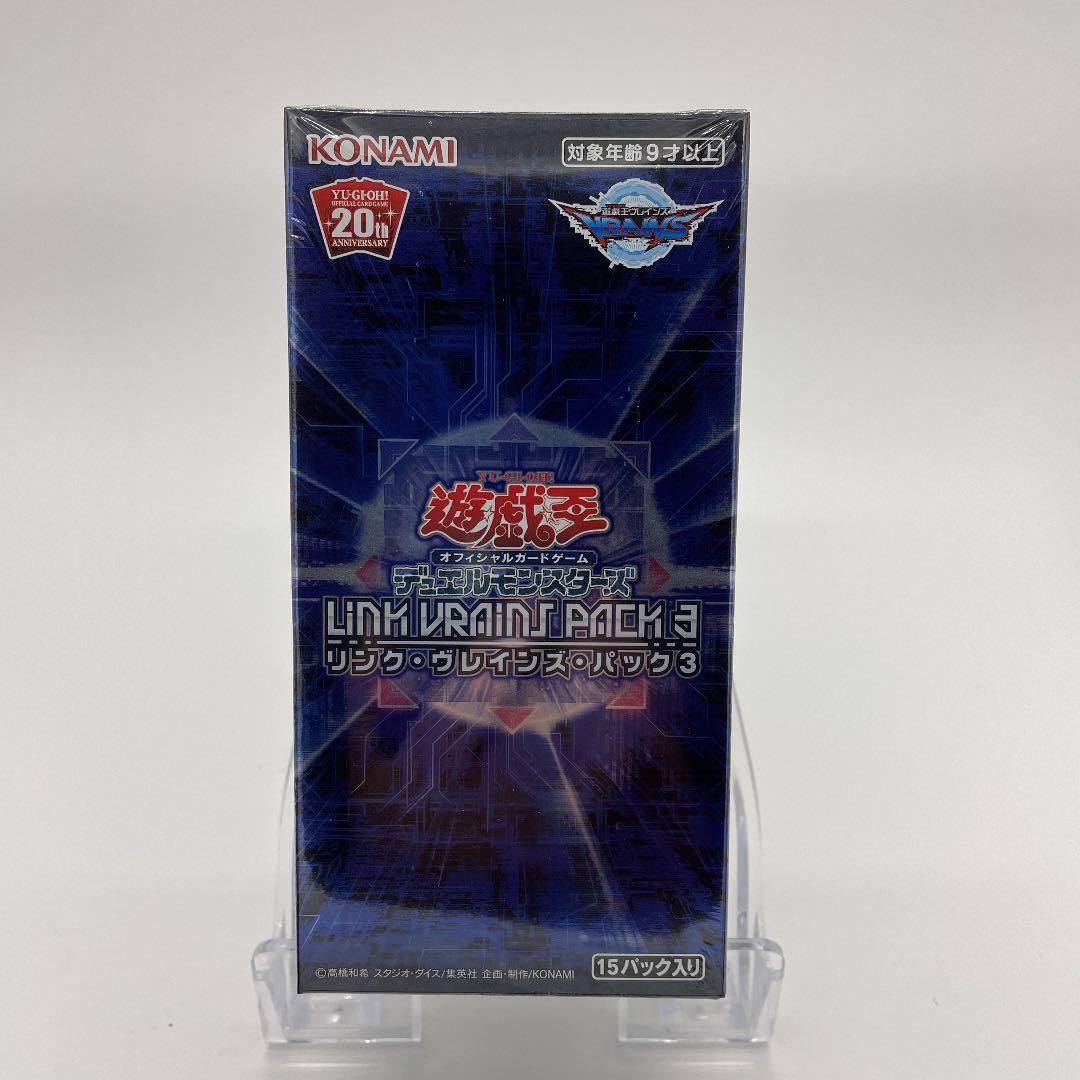 KONAMI
対象年齢9才以上
YU-GI-OH!
OFFICIAL CARD GAME
20th
ANNIVERSARY
遊戯王ヴレインズ
VRAINS
YU-GI-OH!
遊戯王
オフィシャルカードゲーム
デュエルモンスターズ
LINK VRAINS PACK 3
リンク・ヴレインズ・パック3
©高橋和希 スタジオ・ダイス/集英社 企画・制作/KONAMI
15パック入り